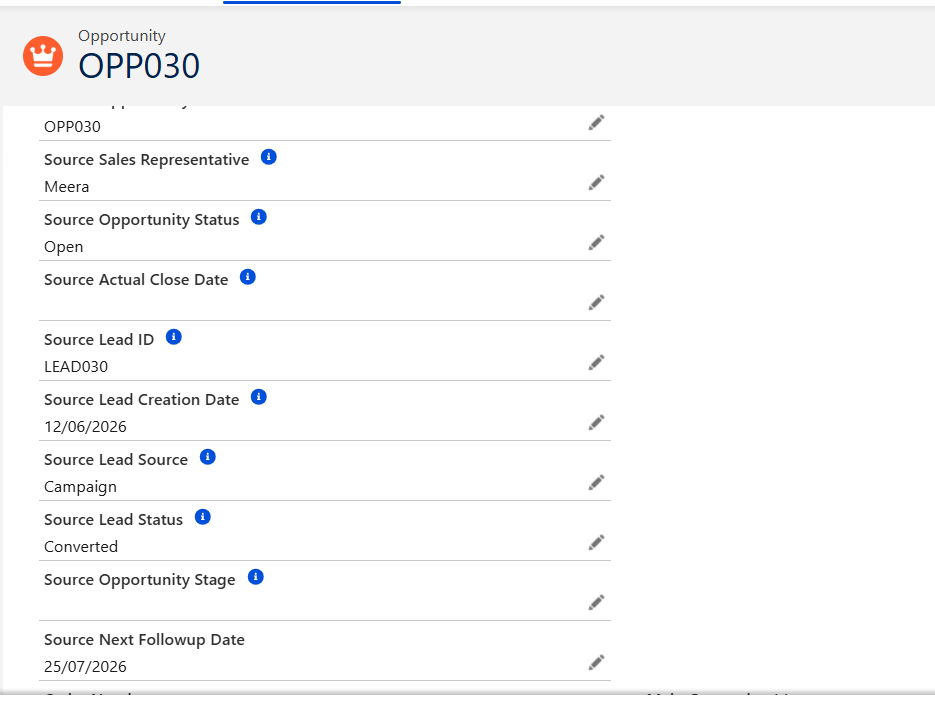 Opportunity
OPP030
OPP030
Source Sales Representative
Meera
Source Opportunity Status
Open
Source Actual Close Date
Source Lead ID
LEAD030
Source Lead Creation Date
12/06/2026
Source Lead Source
Campaign
Source Lead Status
Converted
Source Opportunity Stage
Source Next Followup Date
25/07/2026